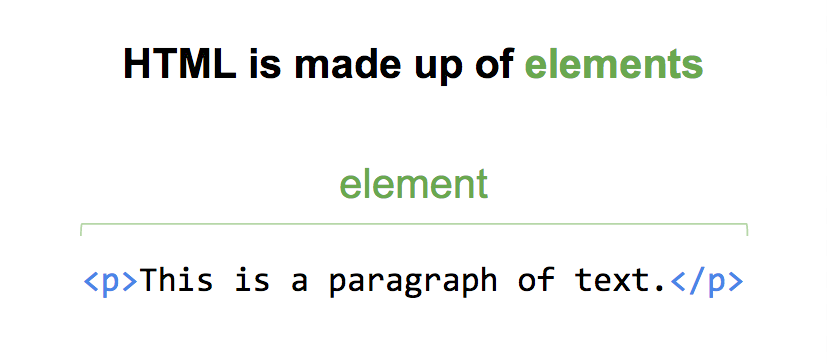 HTML is made up of elements
element
<p>This is a paragraph of text.</p>